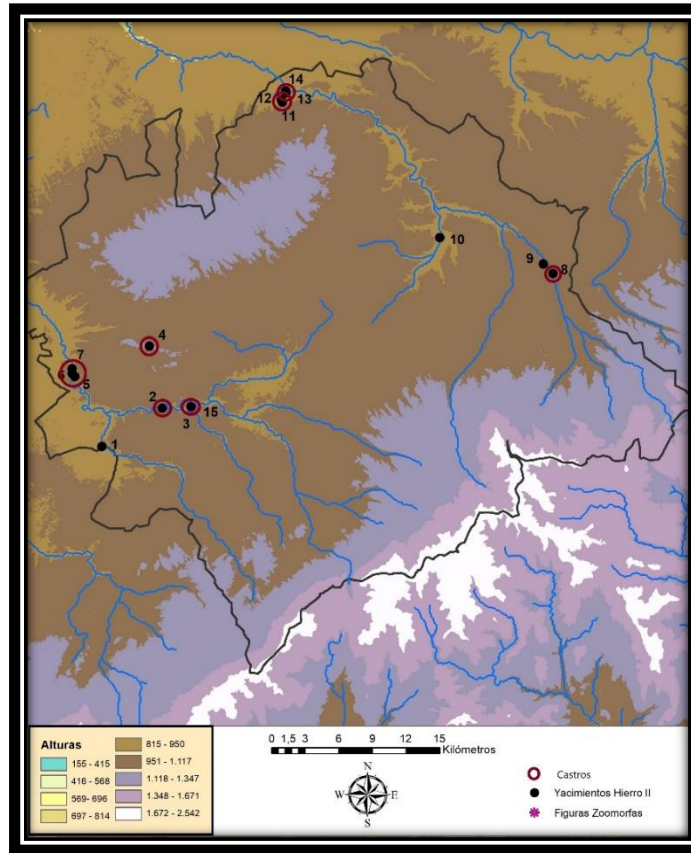 14
12
13
11
10
9
8
4
7
6
5
2
15
3
1
Alturas
155 - 415
416 - 568
569- 696
697 - 814
815 - 950
951 - 1.117
1.118 - 1.347
1.348 - 1.671
1.672 - 2.542
0 1,5 3 6 9 12 15
Kilómetros
N
W E
S
Castros
Yacimientos Hierro II
Figuras Zoomorfas